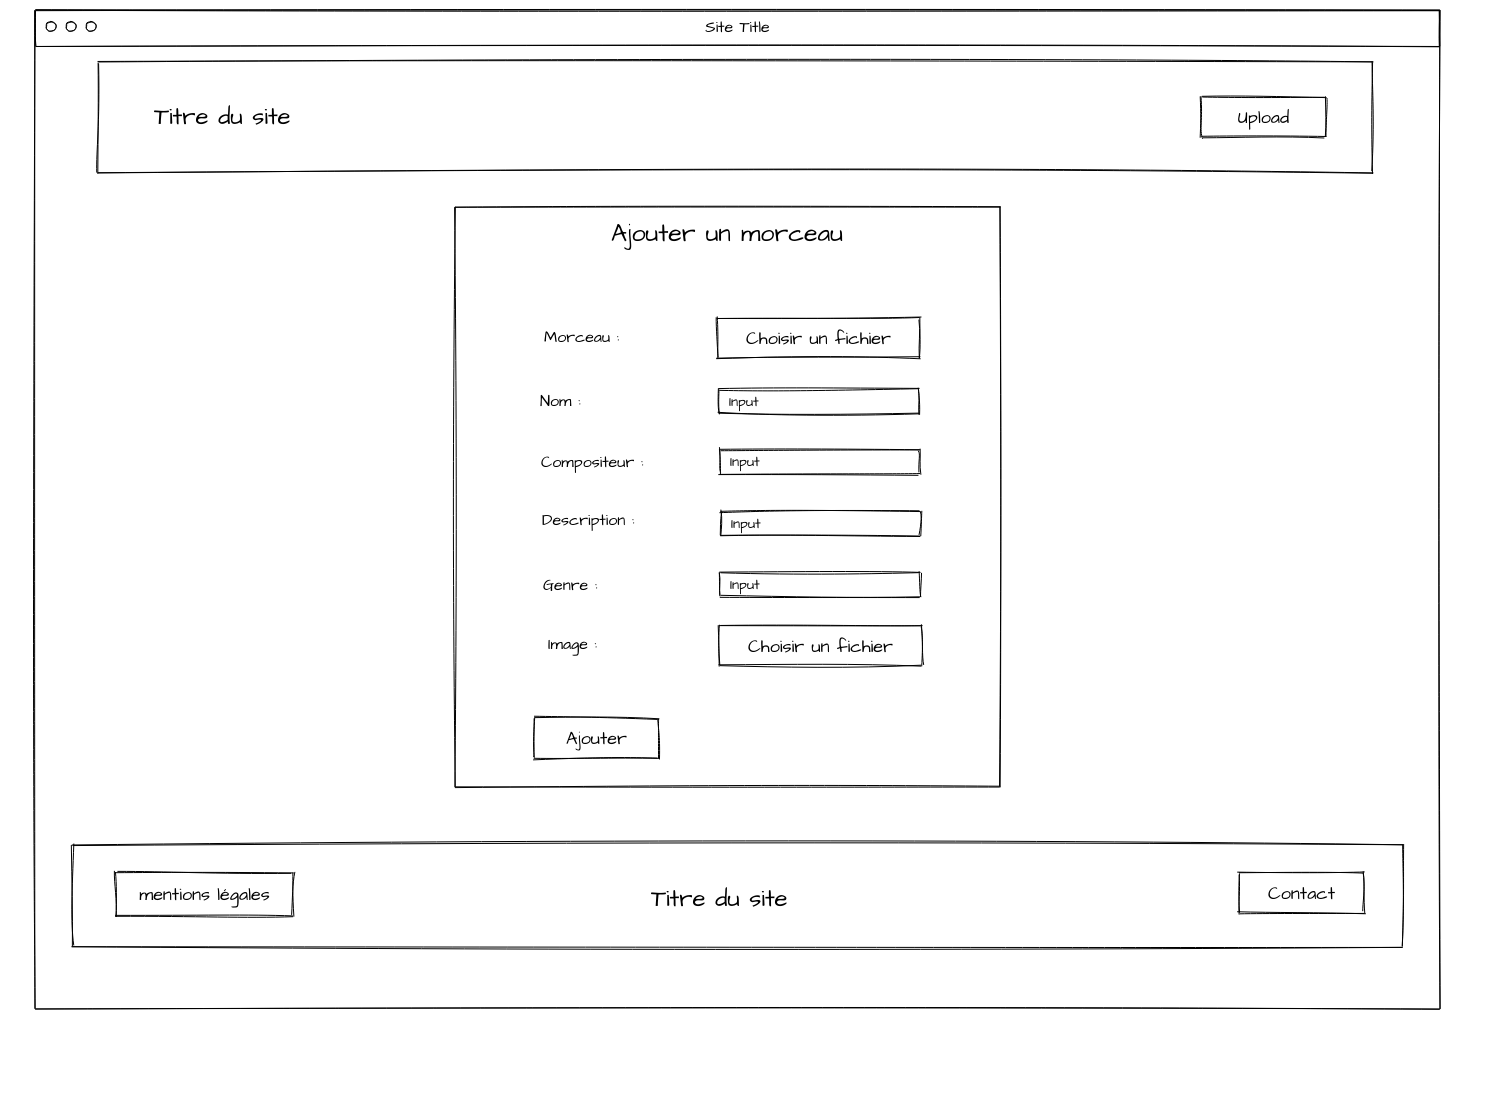 Site Title
Titre du site
Upload
Ajouter un morceau
Morceau :
Choisir un fichier
Nom :
Input
Compositeur :
Input
Description :
Input
Genre :
Input
Image :
Choisir un fichier
Ajouter
mentions légales
Titre du site
Contact